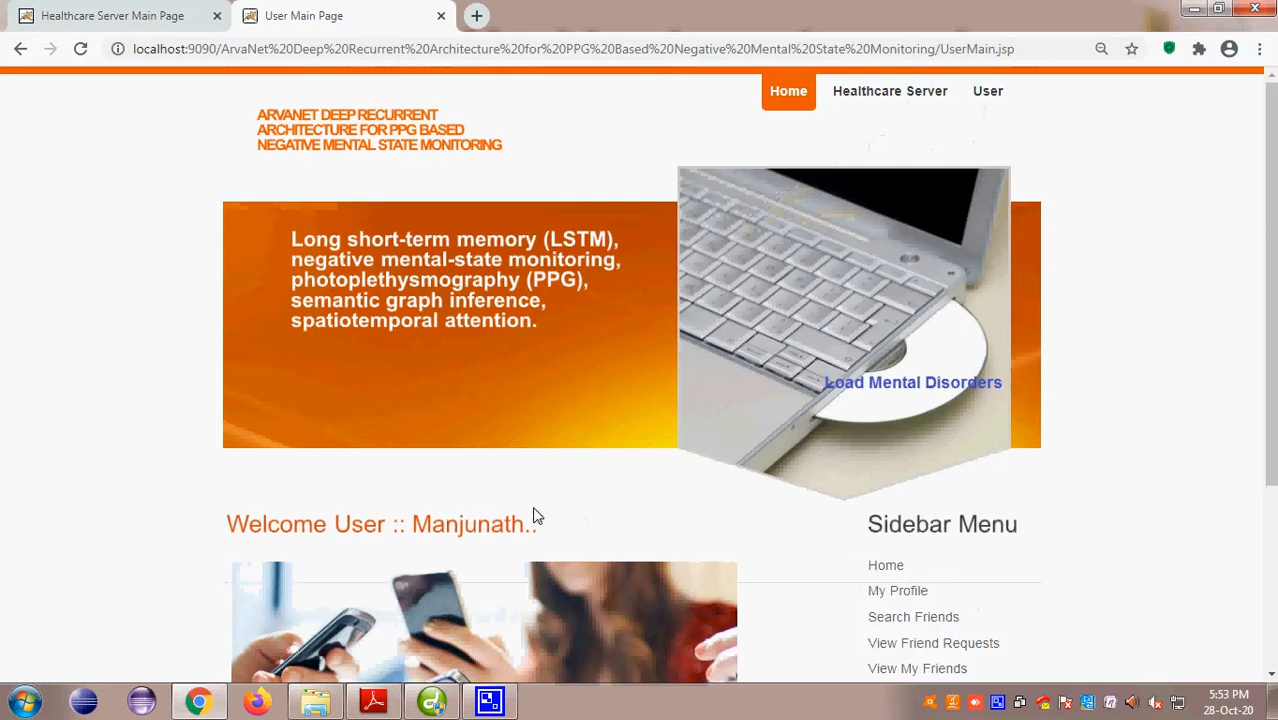 Healthcare Server Main Page
User Main Page
localhost:9090/ArvaNet%20Deep%20Recurrent%20Architecture%20for%20PPG%20Based%20Negative%20Mental%20State%20Monitoring/UserMain.jsp
Home
Healthcare Server
User
ARVANET DEEP RECURRENT
ARCHITECTURE FOR PPG BASED
NEGATIVE MENTAL STATE MONITORING
Long short-term memory (LSTM),
negative mental-state monitoring,
photoplethysmography (PPG),
semantic graph inference,
spatiotemporal attention.
Load Mental Disorders
Welcome User :: Manjunath..
Sidebar Menu
Home
My Profile
Search Friends
View Friend Requests
View My Friends
5:53 PM
28-Oct-20